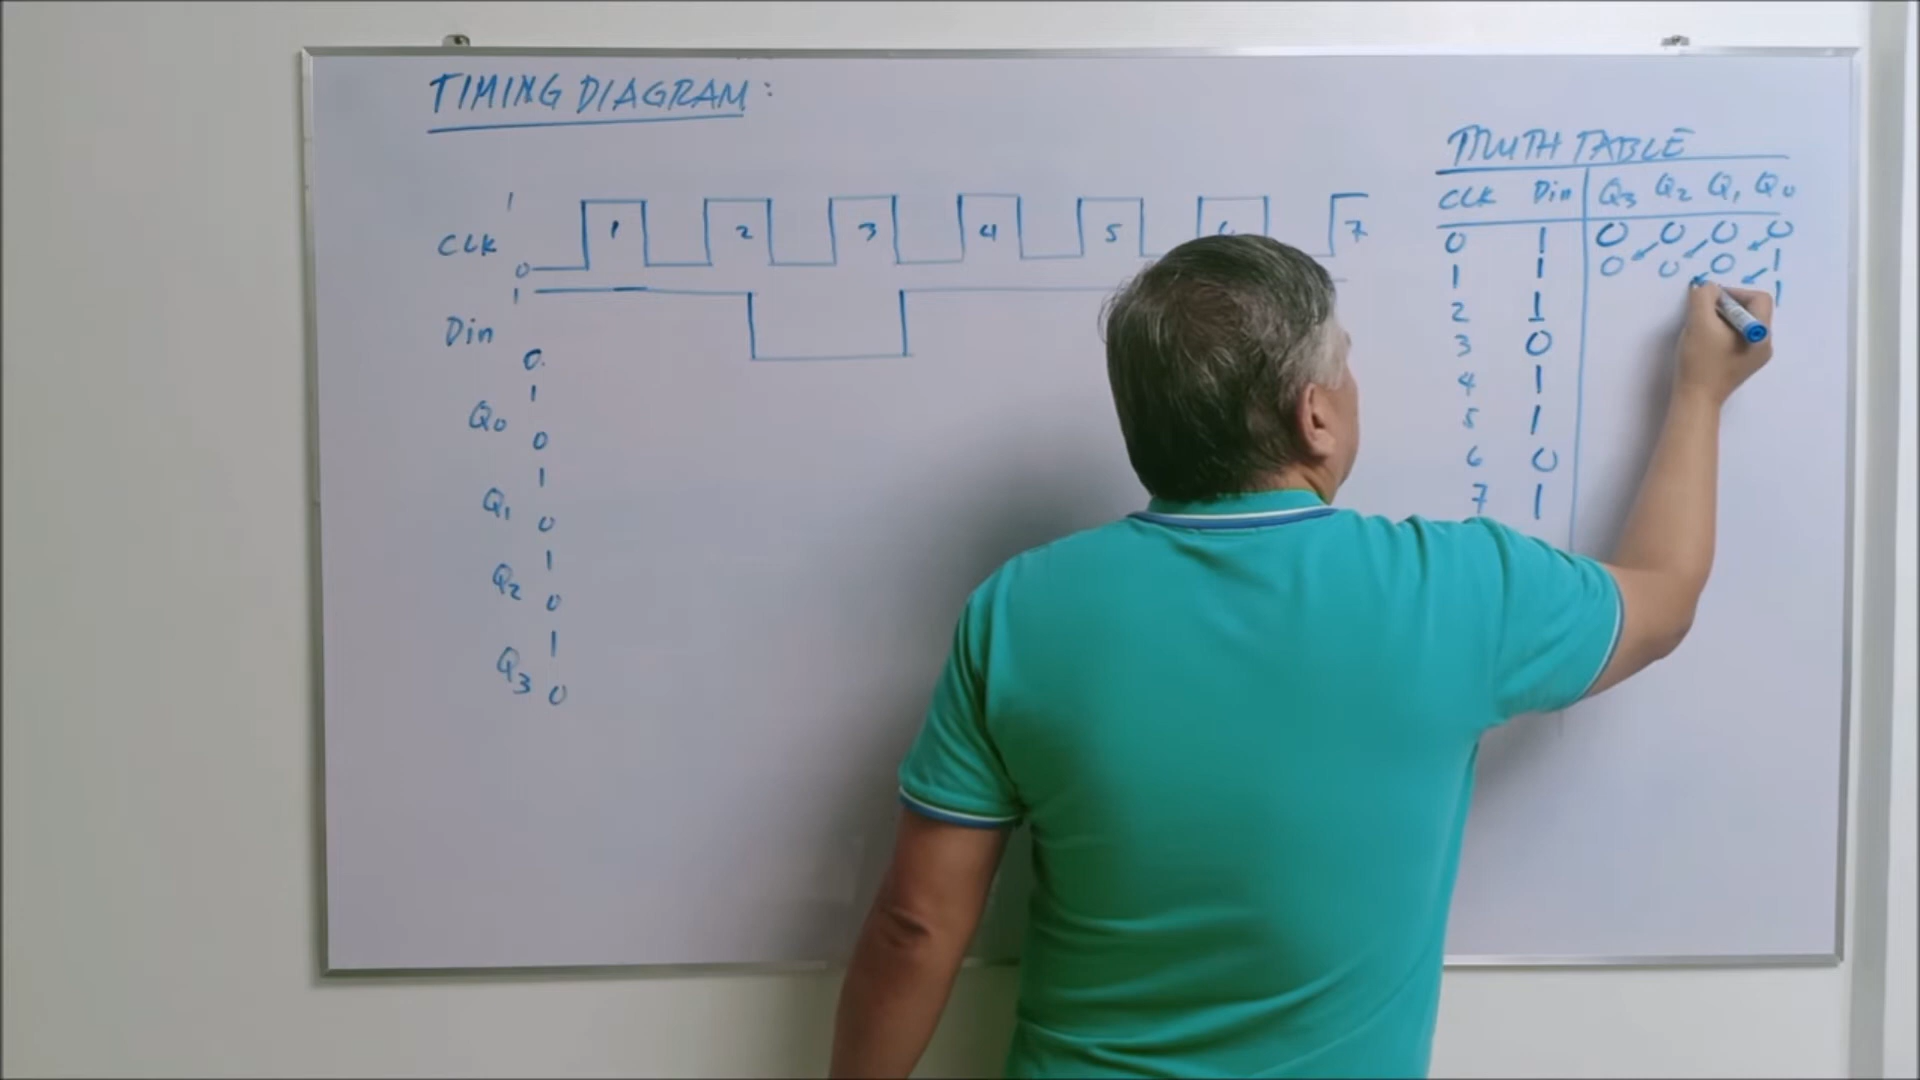 TIMING DIAGRAM:
CLK 1 0 1 2 3 4 5 7
Din 1 0
Q0 1 0
Q1 1 0
Q2 1 0
Q3 1 0
TRUTH TABLE
CLK Din Q3 Q2 Q1 Q0
0 1 0 0 0 0
1 1 0 0 0 1
2 1 1
3 0
4 1
5 1
6 0
7 1